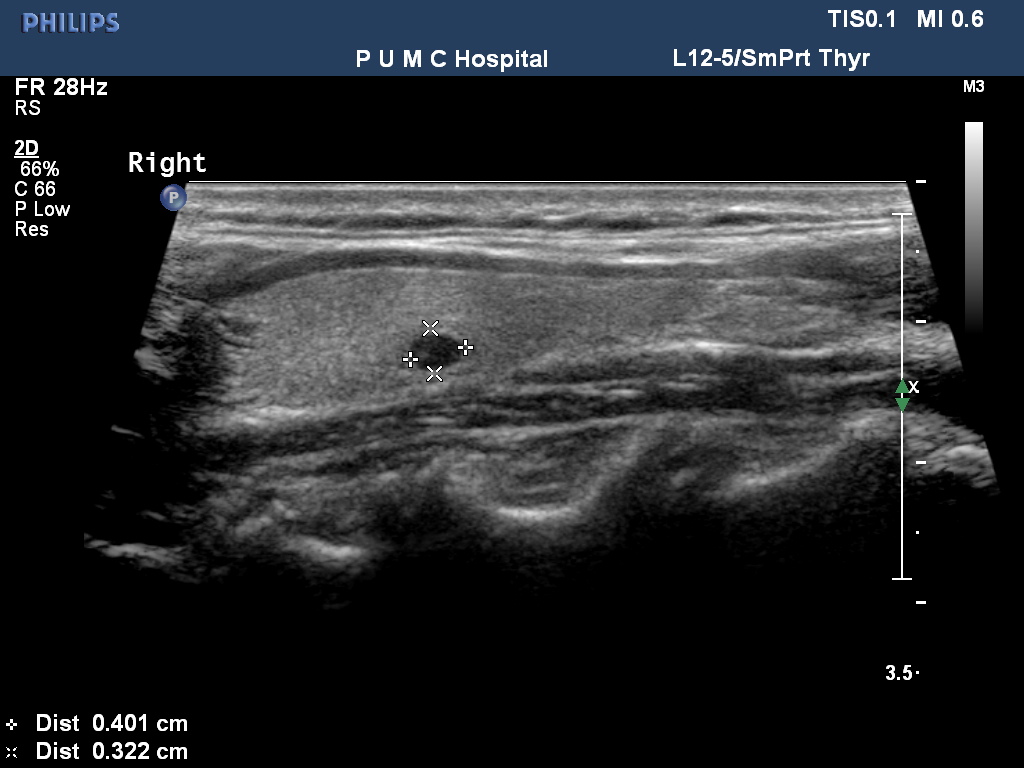 PHILIPS
TIS0.1 MI 0.6
P U M C Hospital
L12-5/SmPrt Thyr
FR 28Hz
RS
M3
2D
66%
C 66
P Low
Res
Right
P
X
3.5
Dist 0.401 cm
Dist 0.322 cm